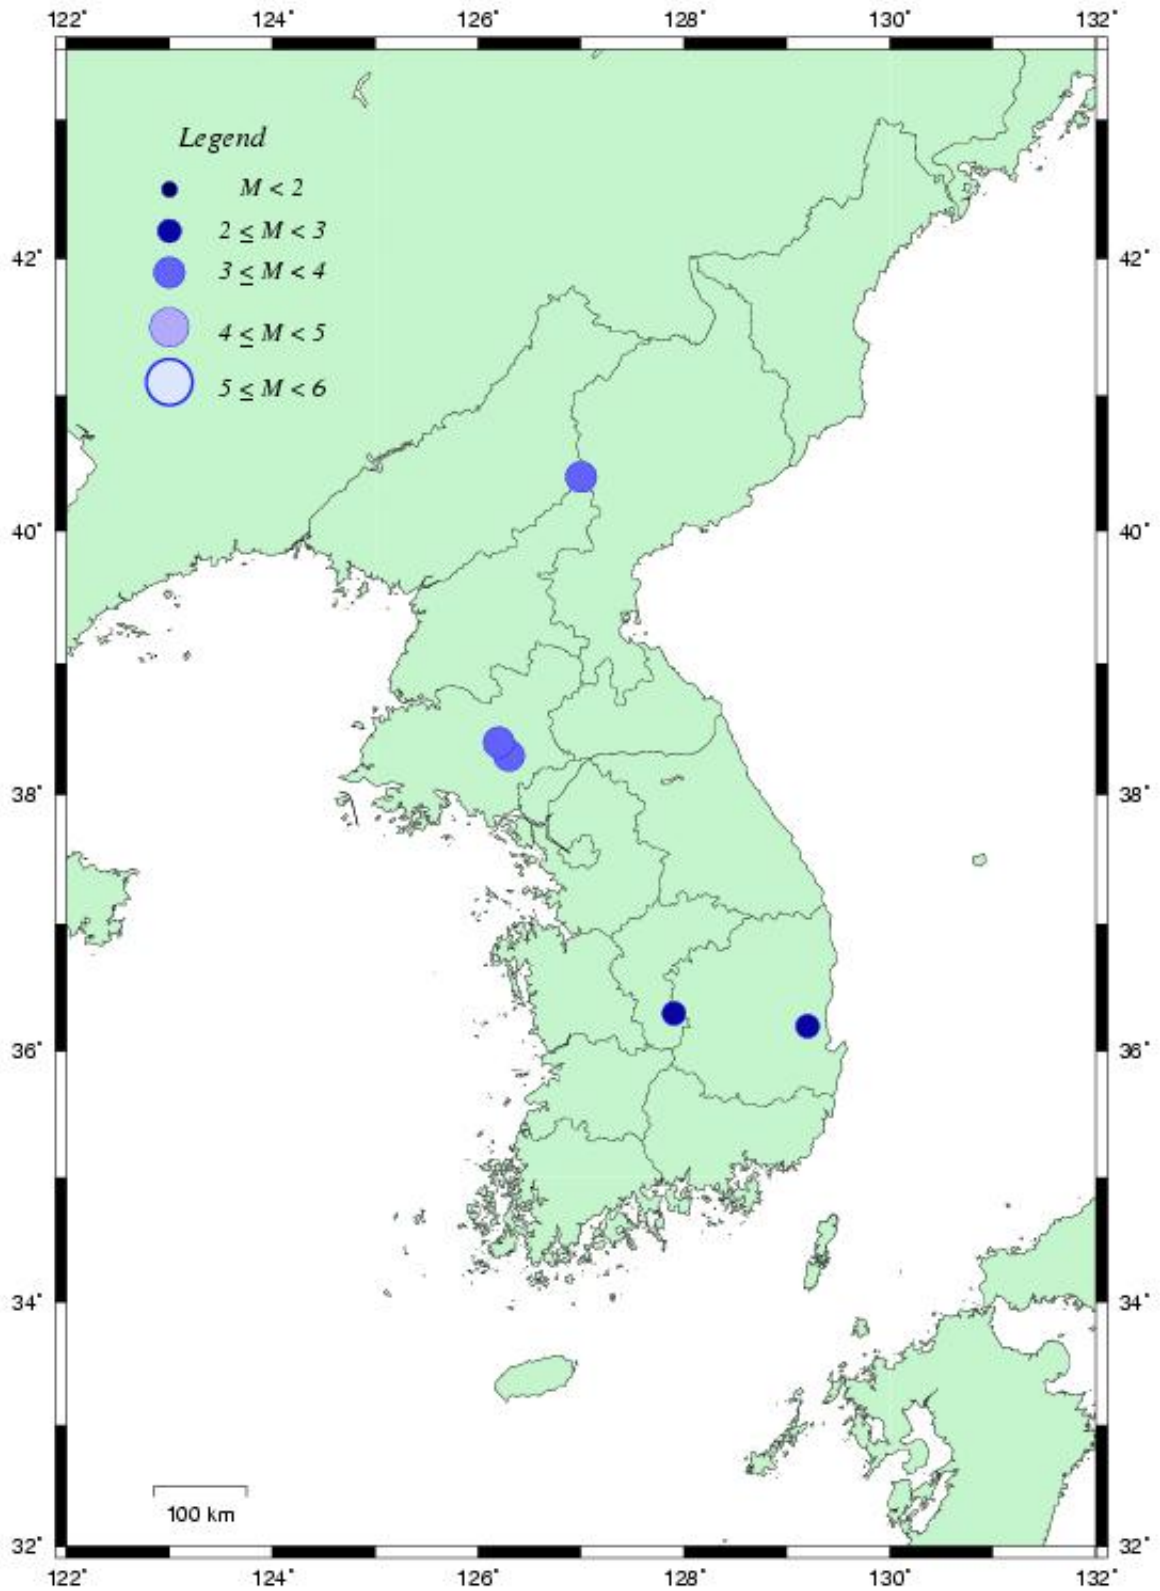 122° 124° 126° 128° 130° 132°
Legend
M < 2
2 ≤ M < 3
3 ≤ M < 4
4 ≤ M < 5
5 ≤ M < 6
42° 42°
40° 40°
38° 38°
36° 36°
34° 34°
100 km
32° 32°
122° 124° 126° 128° 130° 132°